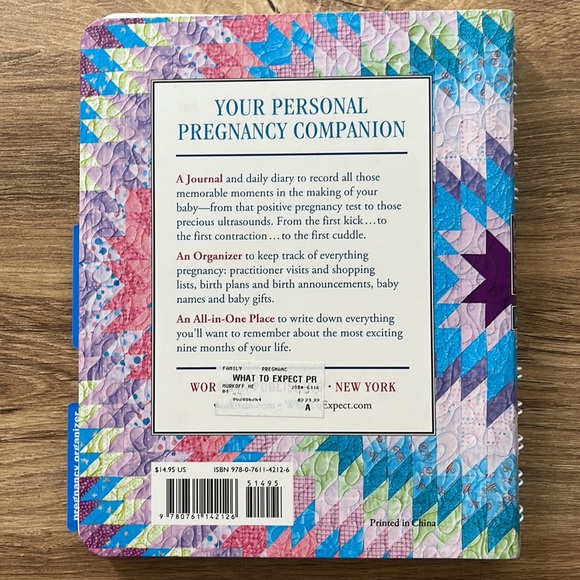 YOUR PERSONAL
PREGNANCY COMPANION
A Journal and daily diary to record all those
memorable moments in the making of your
baby—from that positive pregnancy test to those
precious ultrasounds. From the first kick…to
the first contraction…to the first cuddle.
An Organizer to keep track of everything
pregnancy: practitioner visits and shopping
lists, birth plans and birth announcements, baby
names and baby gifts.
An All-in-One Place to write down everything
you'll want to remember about the most exciting
nine months of your life.
FAMILY PREGNANC
WHAT TO EXPECT PR
MURKOFF, HE
A
NEW YORK
Expect.com
pregnancy organizer
$14.95 US
ISBN 978-0-7611-4212-6
51495
9 780761 142126
Printed in China